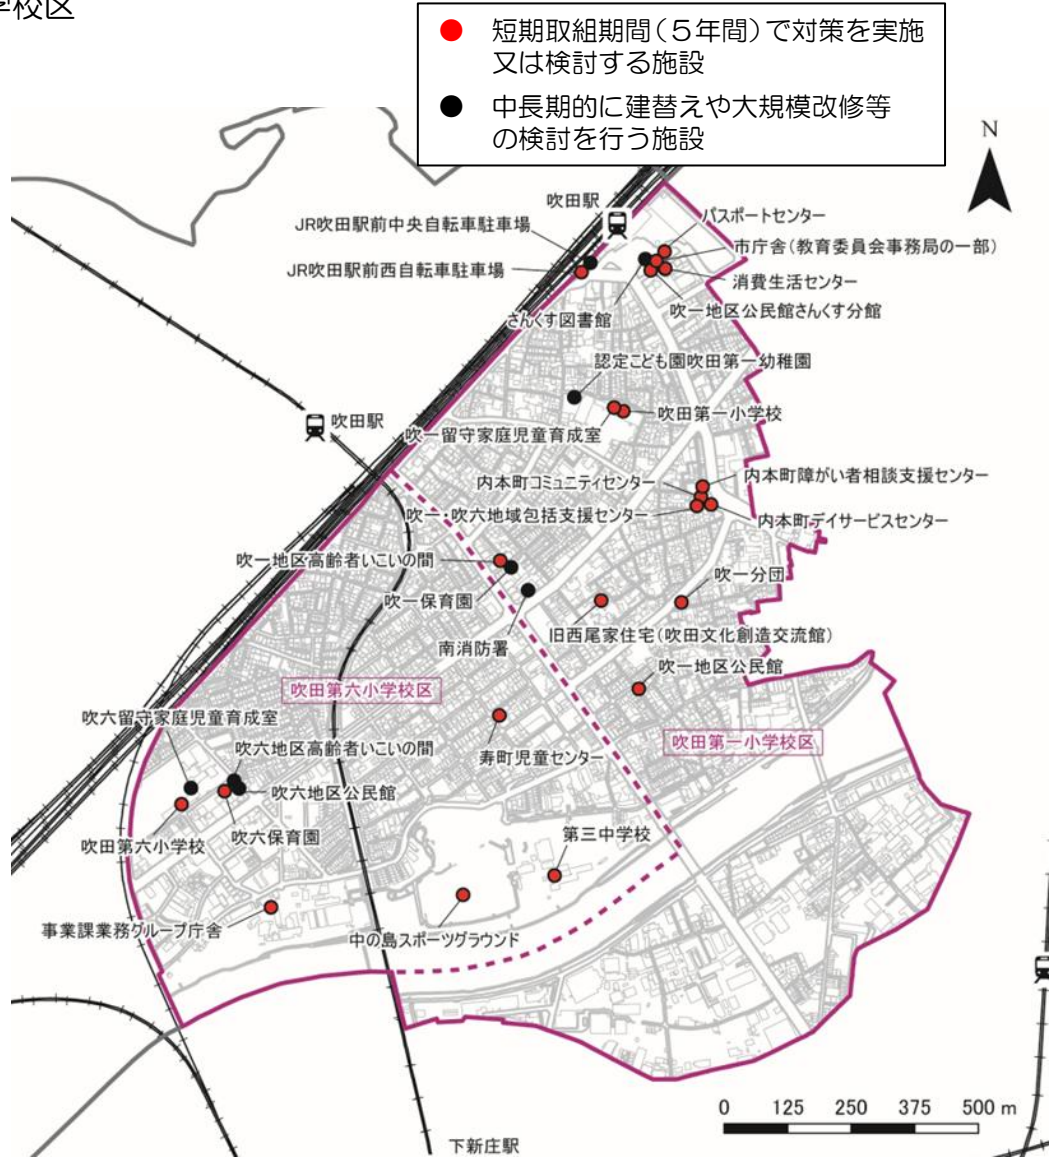 学校区
● 短期取組期間（５年間）で対策を実施
又は検討する施設
● 中長期的に建替えや大規模改修等
の検討を行う施設
N
吹田駅
パスポートセンター
JR吹田駅前中央自転車駐車場
市庁舎（教育委員会事務局の一部）
JR吹田駅前西自転車駐車場
消費生活センター
吹一地区公民館さんくす分館
さんくす図書館
認定こども園吹田第一幼稚園
吹田駅
吹田第一小学校
吹一留守家庭児童育成室
内本町障がい者相談支援センター
内本町コミュニティセンター
吹一・吹六地域包括支援センター
内本町デイサービスセンター
吹一地区高齢者いこいの間
吹一分団
吹一保育園
旧西尾家住宅（吹田文化創造交流館）
南消防署
吹一地区公民館
吹田第六小学校区
吹六留守家庭児童育成室
吹田第一小学校区
吹六地区高齢者いこいの間
寿町児童センター
吹六地区公民館
吹田第六小学校
吹六保育園
第三中学校
事業課業務グループ庁舎
中の島スポーツグラウンド
0 125 250 375 500 m
下新庄駅